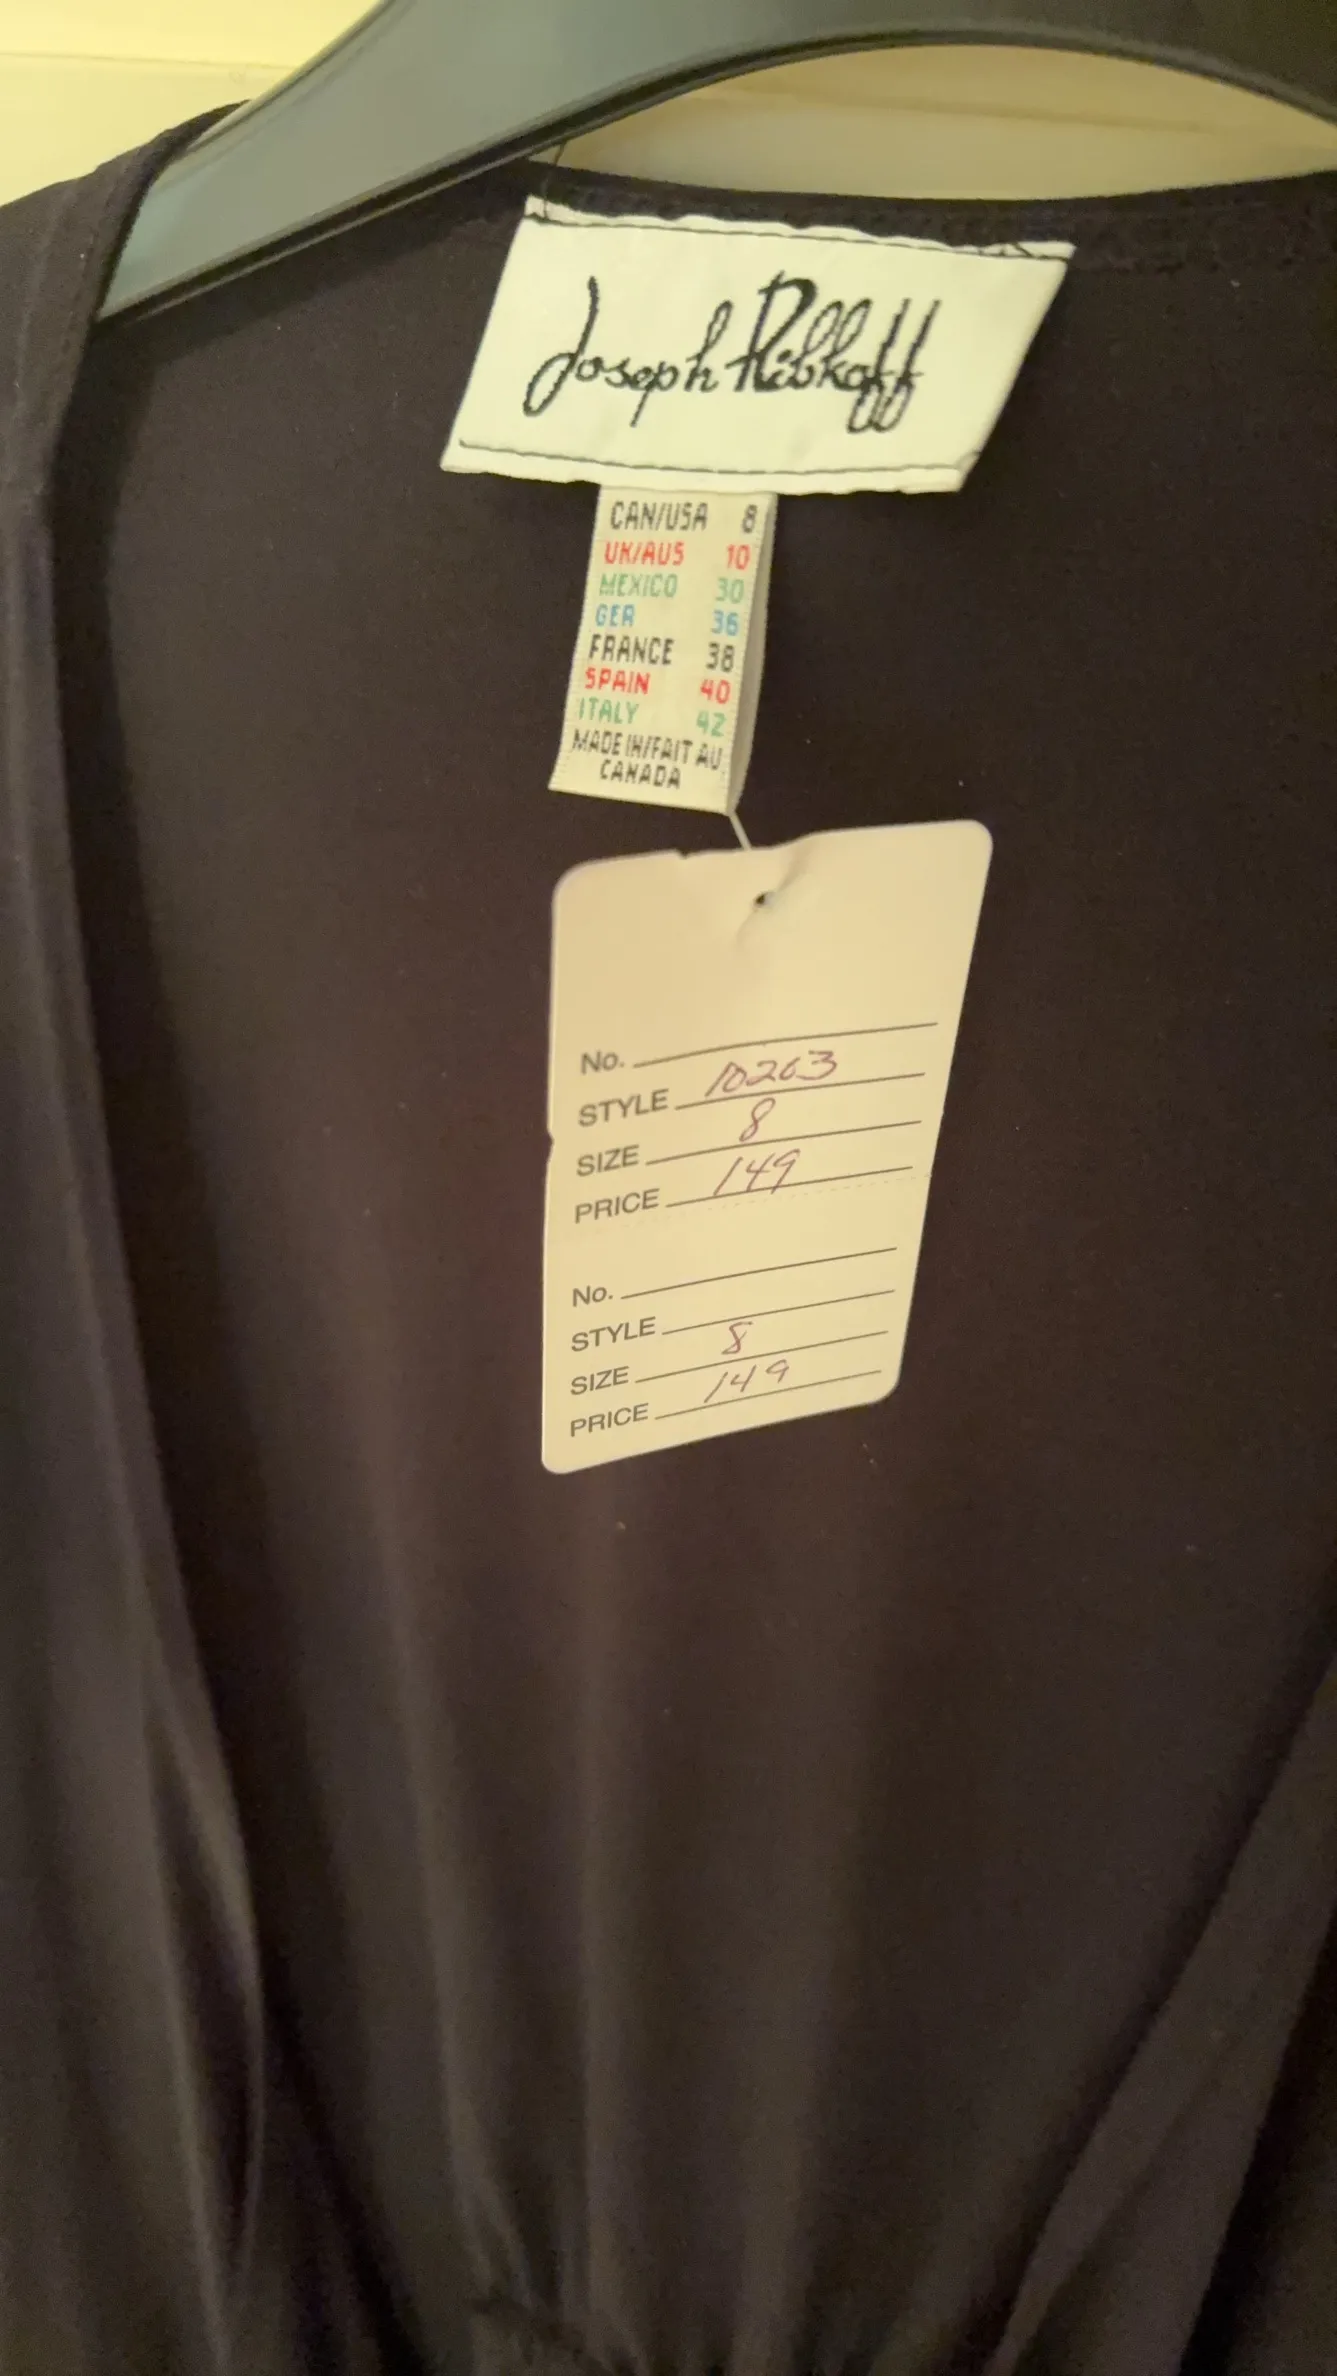 Joseph Ribkoff
CAN/USA 8
UK/AUS 10
MEXICO 30
GER 36
FRANCE 38
SPAIN 40
ITALY 42
MADE IN/FAIT AU
CANADA
No.
STYLE 10263
SIZE 8
PRICE 149
No.
STYLE
SIZE 8
PRICE 149